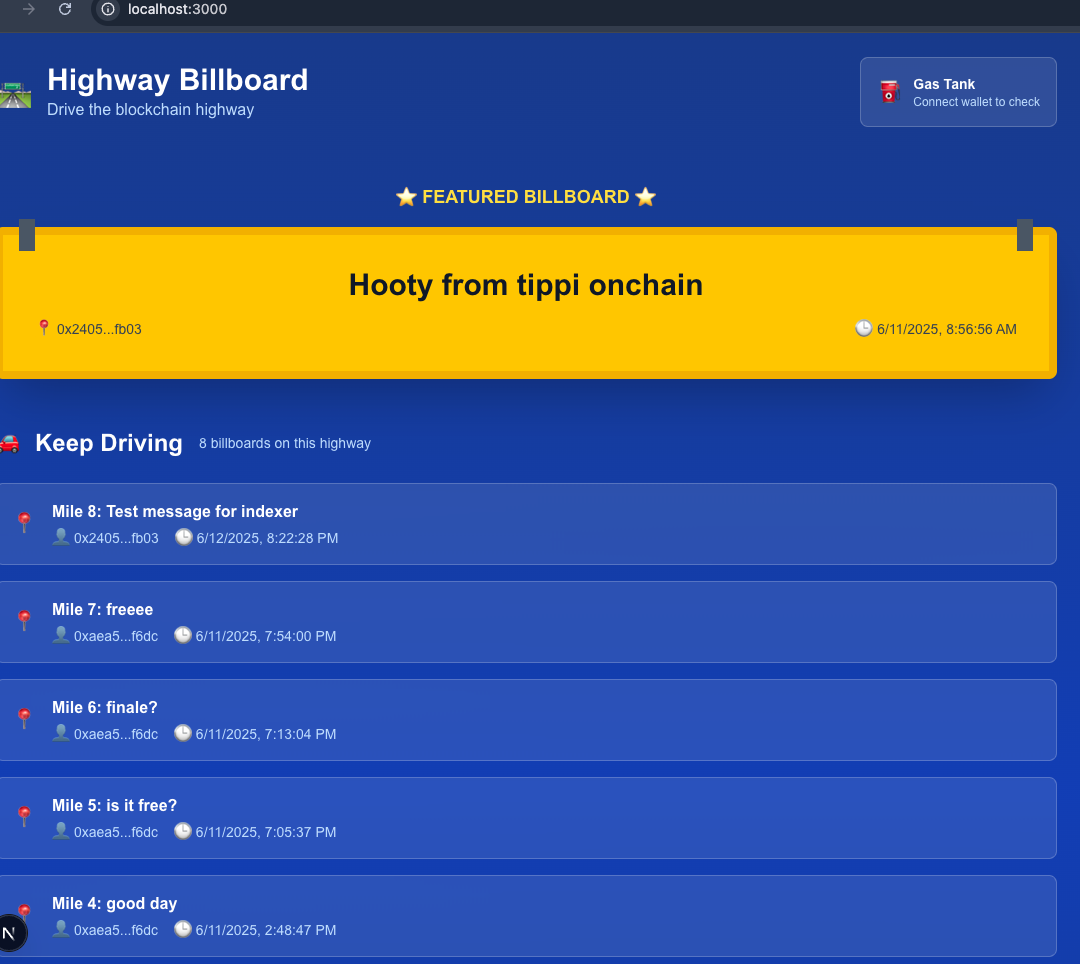 localhost:3000
Highway Billboard
Drive the blockchain highway
Gas Tank
Connect wallet to check
⭐ FEATURED BILLBOARD ⭐
Hooty from tippi onchain
📍 0x2405...fb03
🕒 6/11/2025, 8:56:56 AM
Keep Driving 8 billboards on this highway
Mile 8: Test message for indexer
👤 0x2405...fb03 🕒 6/12/2025, 8:22:28 PM
Mile 7: freeee
👤 0xaea5...f6dc 🕒 6/11/2025, 7:54:00 PM
Mile 6: finale?
👤 0xaea5...f6dc 🕒 6/11/2025, 7:13:04 PM
Mile 5: is it free?
👤 0xaea5...f6dc 🕒 6/11/2025, 7:05:37 PM
Mile 4: good day
👤 0xaea5...f6dc 🕒 6/11/2025, 2:48:47 PM
N